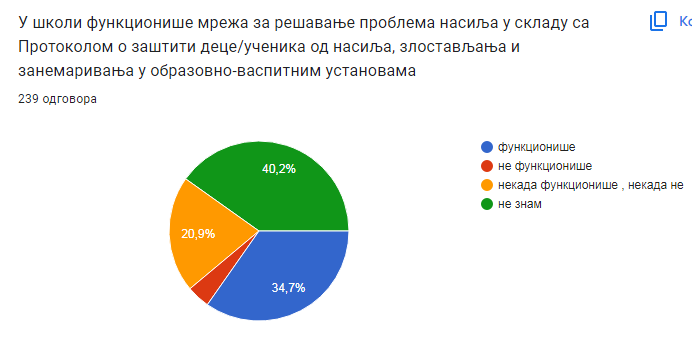 У школи функционише мрежа за решавање проблема насиља у складу са
Протоколом о заштити деце/ученика од насиља, злостављања и
занемаривања у образовно-васпитним установама
239 одговора
40,2%
20,9%
34,7%
функционише
не функционише
некада функционише , некада не
не знам